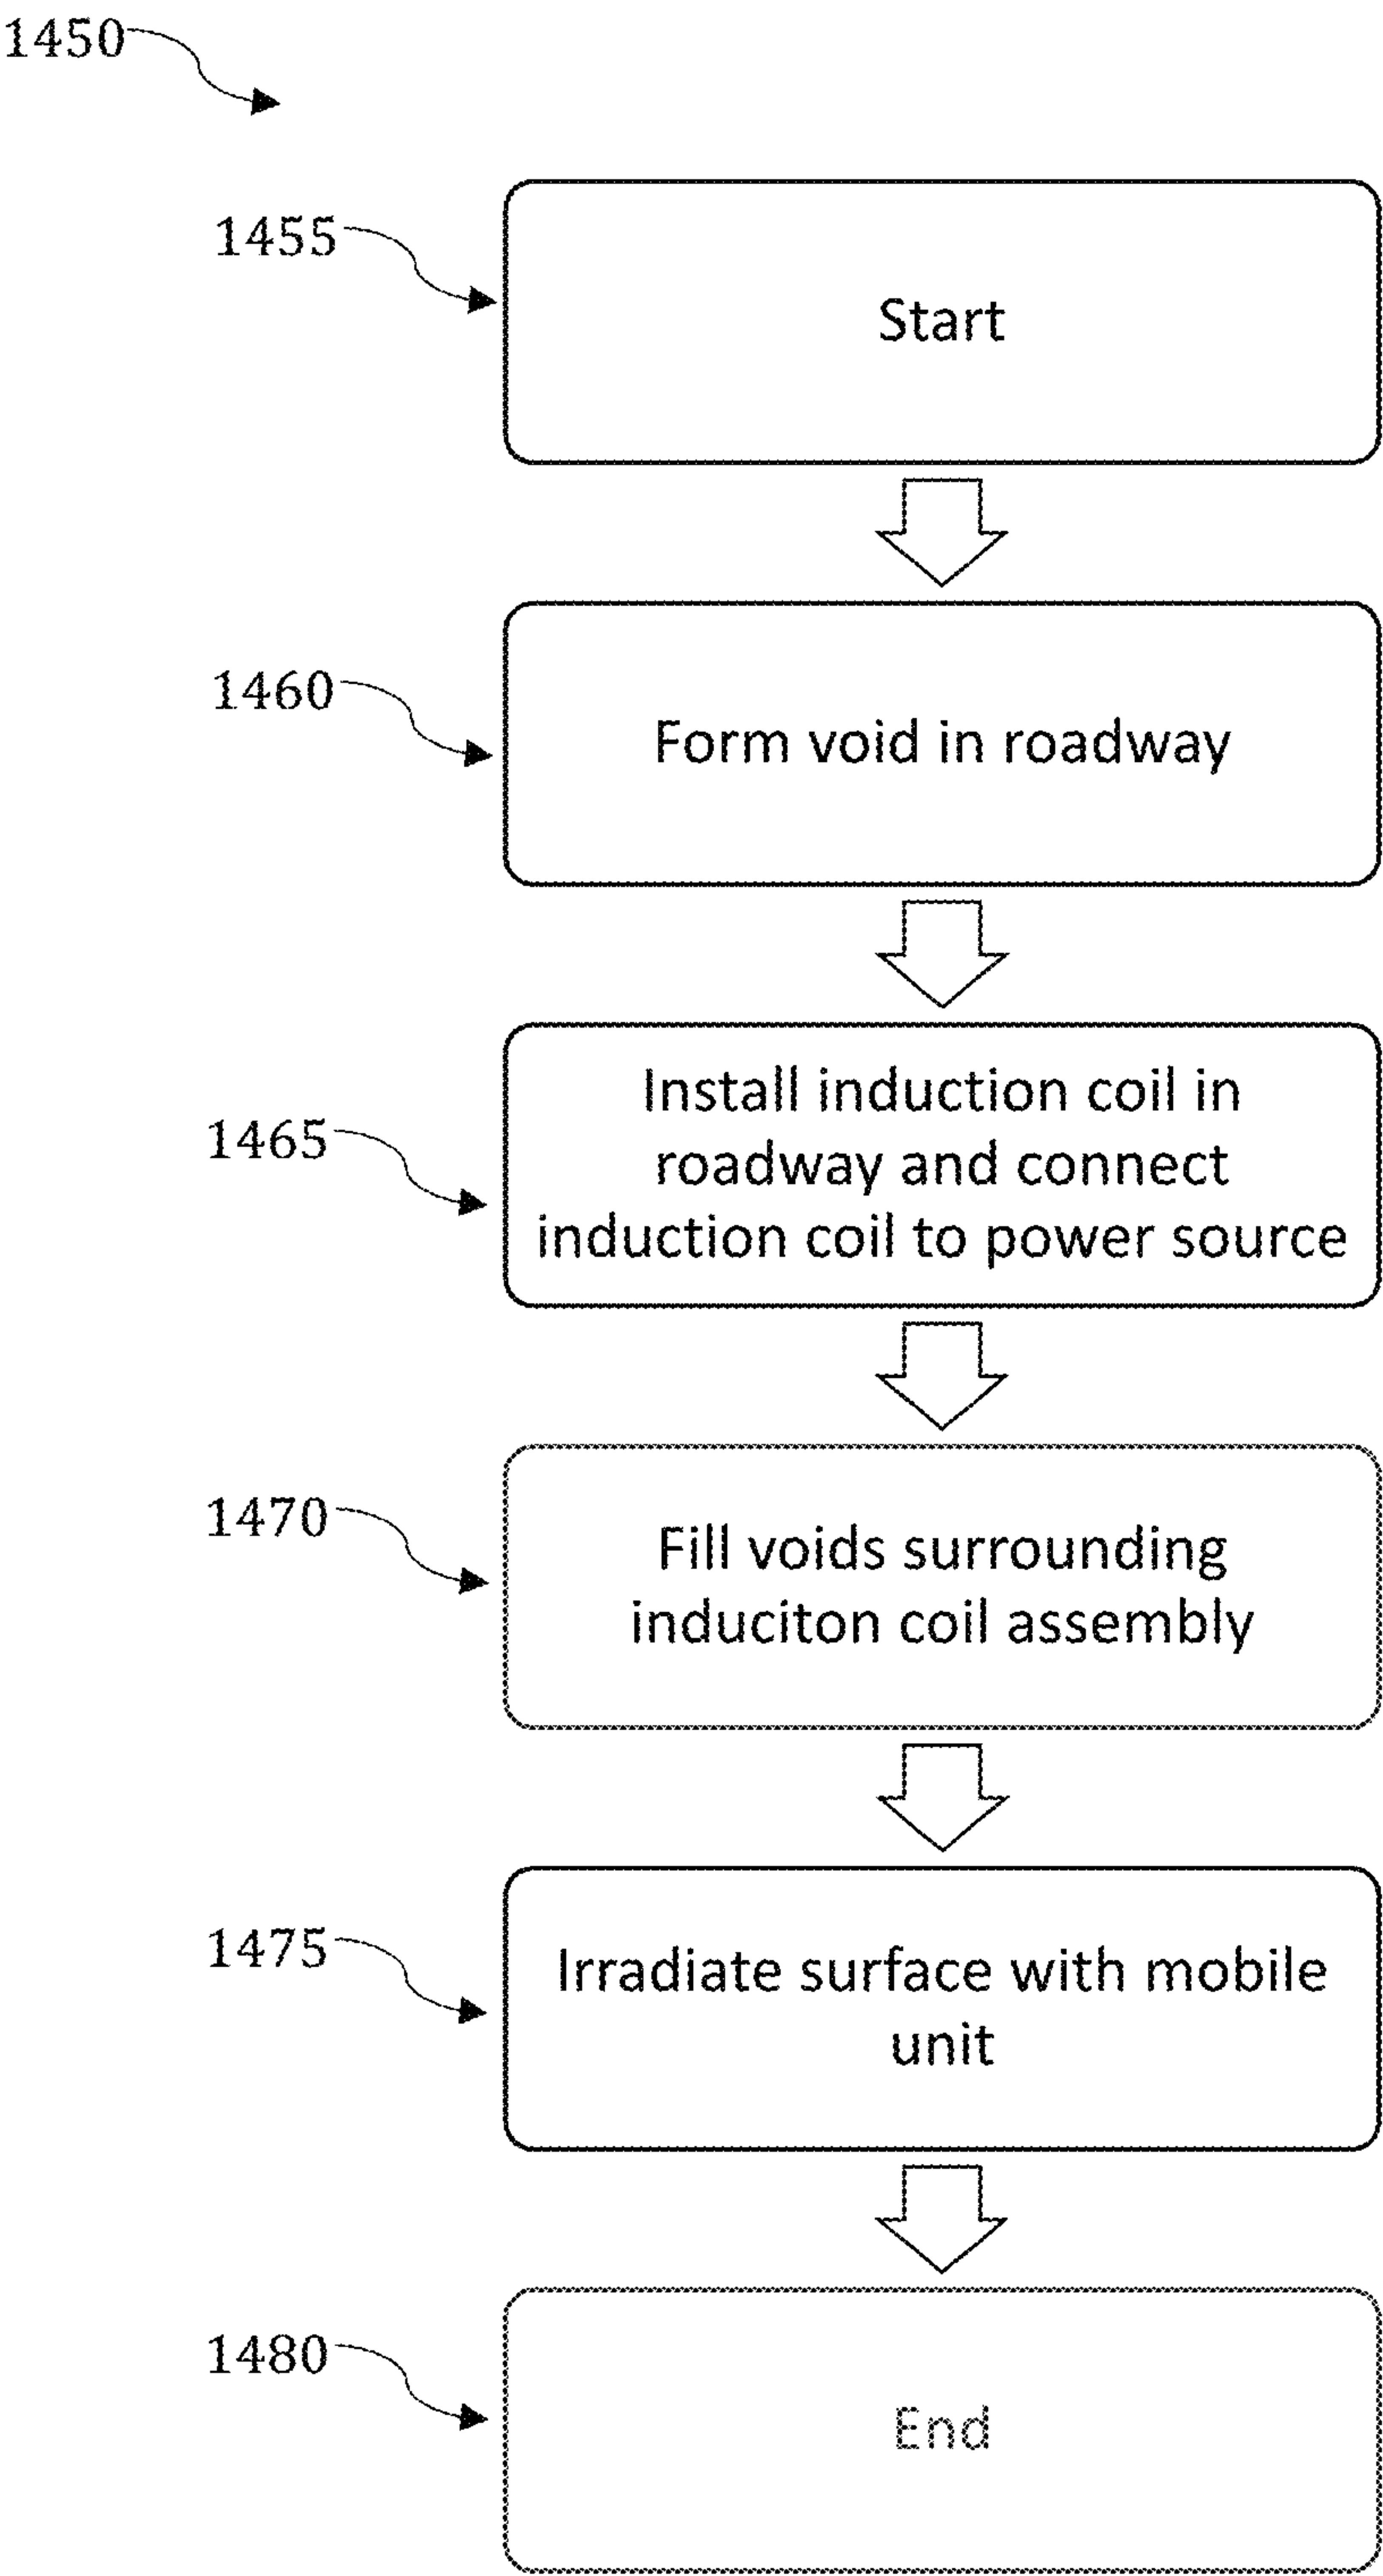 1450
1455
Start
1460
Form void in roadway
1465
Install induction coil in
roadway and connect
induction coil to power source
1470
Fill voids surrounding
induciton coil assembly
1475
Irradiate surface with mobile
unit
1480
End